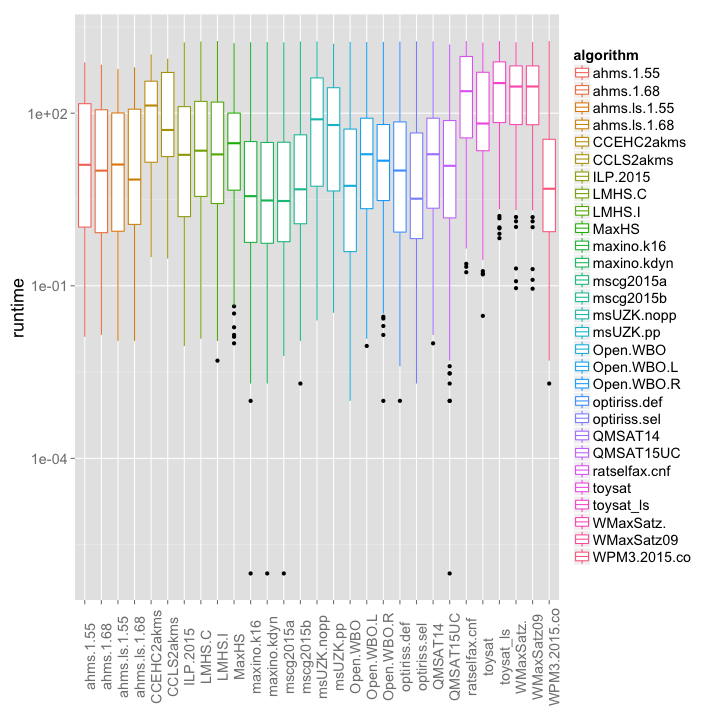 1e+02
1e-01
1e-04
runtime
ahms.1.55
ahms.1.68
ahms.ls.1.55
ahms.ls.1.68
CCEHC2akms
CCLS2akms
ILP.2015
LMHS.C
LMHS.I
MaxHS
maxino.k16
maxino.kdyn
mscg2015a
mscg2015b
msUZK.nopp
msUZK.pp
Open.WBO
Open.WBO.L
Open.WBO.R
optiriss.def
optiriss.sel
QMSAT14
QMSAT15UC
ratselfax.cnf
toysat
toysat_ls
WMaxSatz.
WMaxSatz09
WPM3.2015.co
algorithm
ahms.1.55
ahms.1.68
ahms.ls.1.55
ahms.ls.1.68
CCEHC2akms
CCLS2akms
ILP.2015
LMHS.C
LMHS.I
MaxHS
maxino.k16
maxino.kdyn
mscg2015a
mscg2015b
msUZK.nopp
msUZK.pp
Open.WBO
Open.WBO.L
Open.WBO.R
optiriss.def
optiriss.sel
QMSAT14
QMSAT15UC
ratselfax.cnf
toysat
toysat_ls
WMaxSatz.
WMaxSatz09
WPM3.2015.co